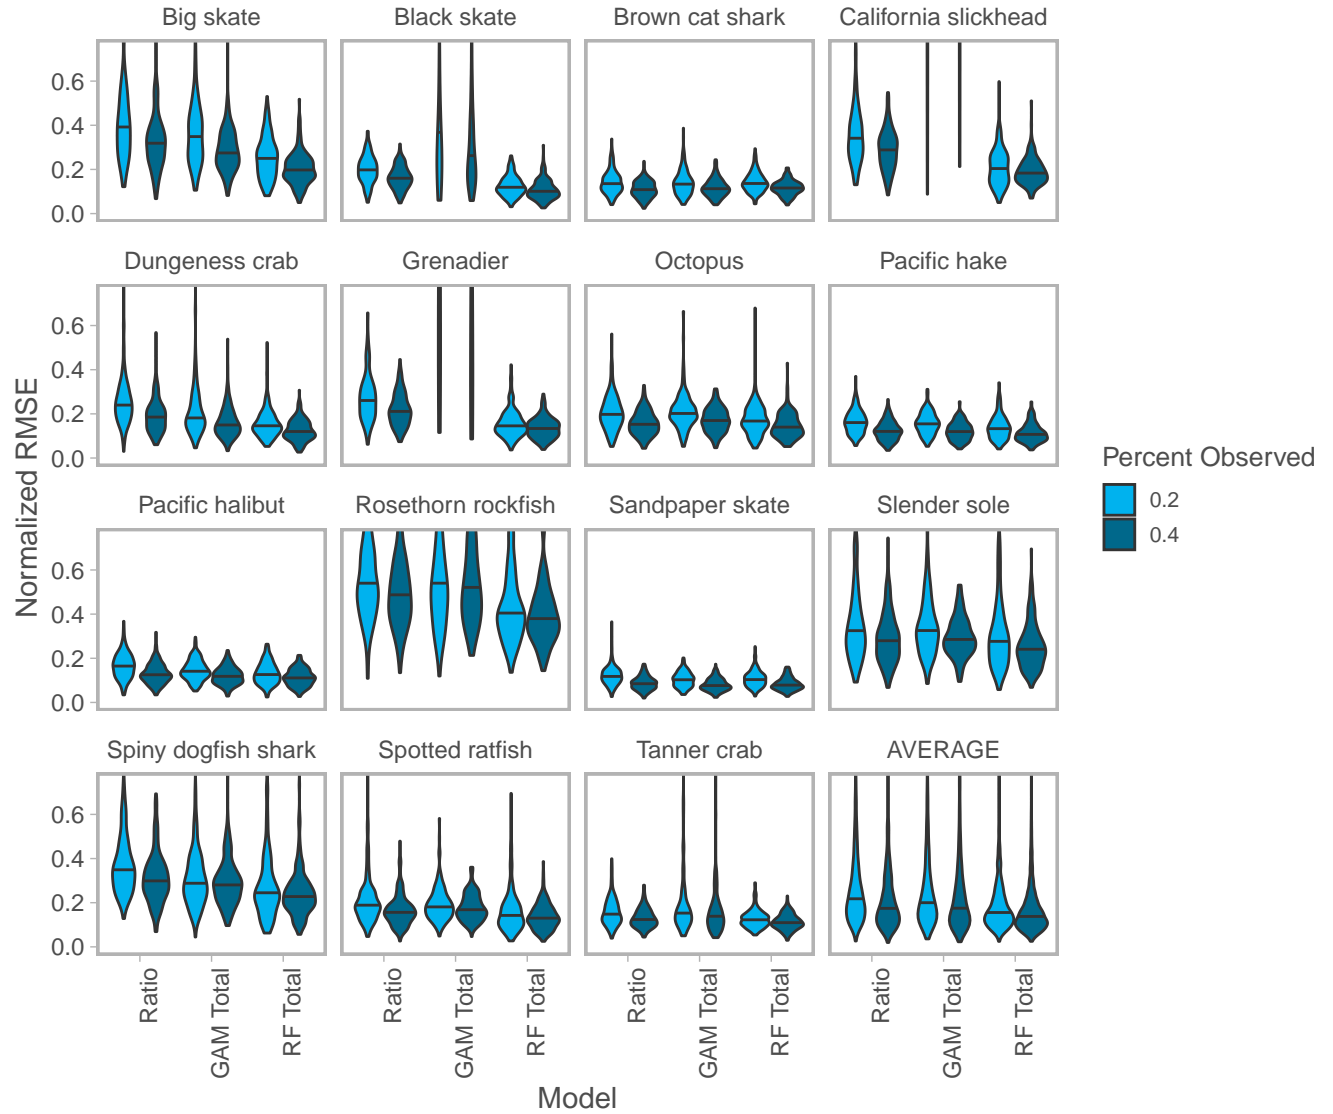 Big skate
Black skate
Brown cat shark
California slickhead
0.6
0.4
0.2
0.0
Dungeness crab
Grenadier
Octopus
Pacific hake
0.6
0.4
0.2
0.0
Pacific halibut
Rosethorn rockfish
Sandpaper skate
Slender sole
0.6
0.4
0.2
0.0
Spiny dogfish shark
Spotted ratfish
Tanner crab
AVERAGE
0.6
0.4
0.2
0.0
Normalized RMSE
Ratio
GAM Total
RF Total
Ratio
GAM Total
RF Total
Ratio
GAM Total
RF Total
Ratio
GAM Total
RF Total
Model
Percent Observed
0.2
0.4